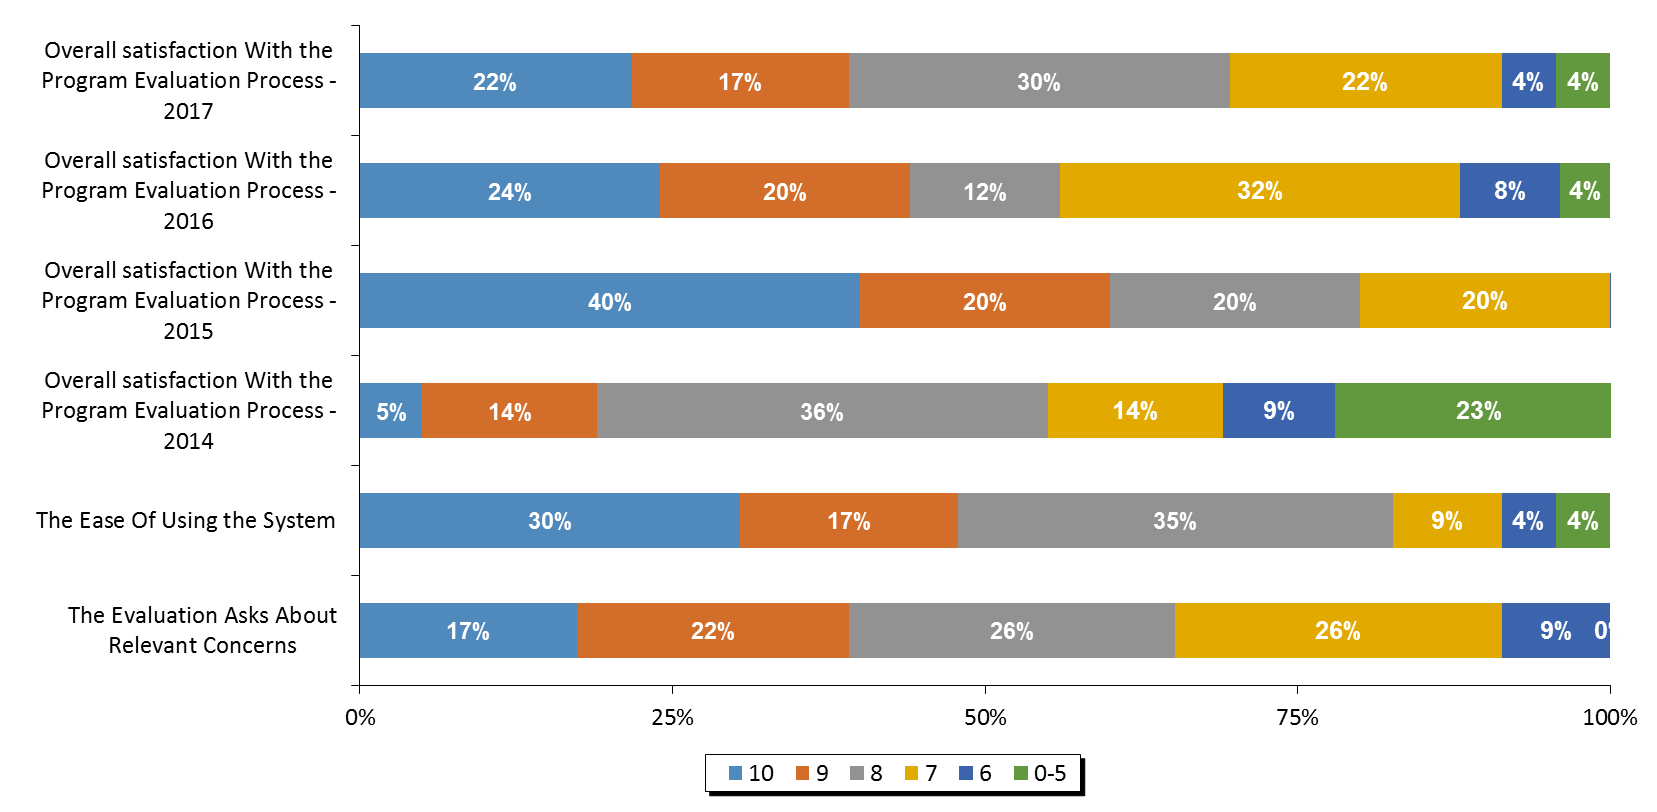 Overall satisfaction With the
Program Evaluation Process -
2017
22% 17% 30% 22% 4% 4%
Overall satisfaction With the
Program Evaluation Process -
2016
24% 20% 12% 32% 8% 4%
Overall satisfaction With the
Program Evaluation Process -
2015
40% 20% 20% 20%
Overall satisfaction With the
Program Evaluation Process -
2014
5% 14% 36% 14% 9% 23%
The Ease Of Using the System
30% 17% 35% 9% 4% 4%
The Evaluation Asks About
Relevant Concerns
17% 22% 26% 26% 9% 0%
0% 25% 50% 75% 100%
10 9 8 7 6 0-5